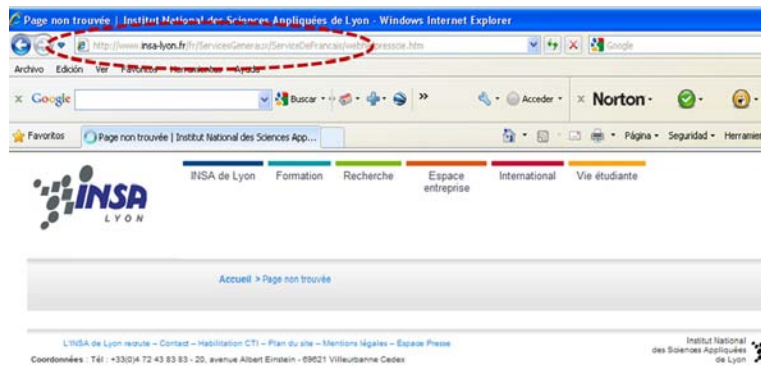 Page non trouvée | Institut National des Sciences Appliquées de Lyon - Windows Internet Explorer
http://www.insa-lyon.fr/fr/ServicesGeneraux/ServiceDeFrancais/
Google
Archivo Edición Ver Favoritos Herramientas Ayuda
x Google Buscar » Acceder x Norton
Favoritos Page non trouvée | Institut National des Sciences App... Página Seguridad
INSA de Lyon Formation Recherche Espace entreprise International Vie étudiante
INSA
LYON
Accueil > Page non trouvée
L'INSA de Lyon recrute – Contact – Habilitation CTI – Plan du site – Mentions légales – Espace Presse
Coordonnées : Tél : +33(0)4 72 43 83 83 - 20, avenue Albert Einstein - 69621 Villeurbanne Cedex
Institut National
des Sciences Appliquées
de Lyon